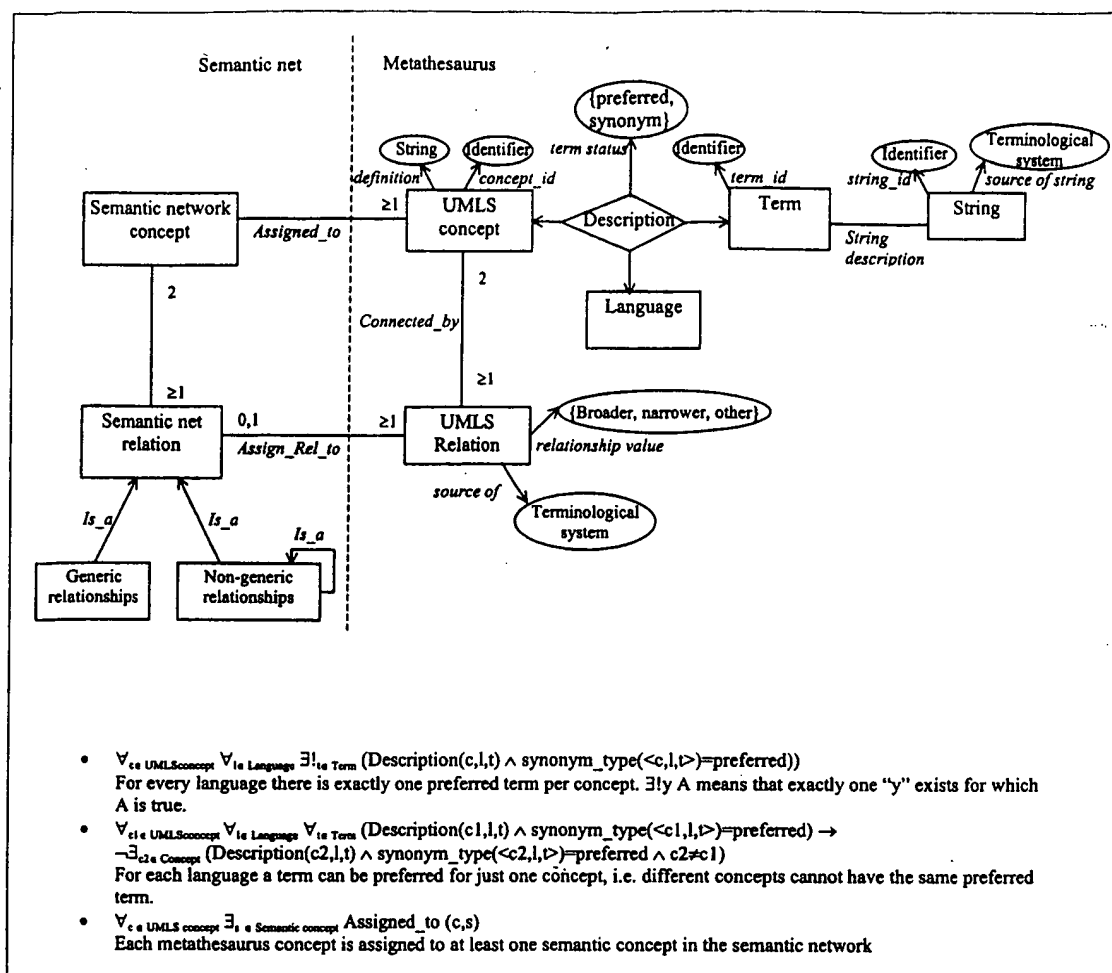 Semantic net
Metathesaurus
{preferred,
synonym}
term status
String
Identifier
definition
concept_id
Identifier
term_id
Identifier
string_id
Terminological
system
source of string
Semantic network
concept
Assigned_to
≥1
UMLS
concept
Description
Term
String
description
String
2
2
Language
Connected_by
≥1
≥1
Semantic net
relation
0,1
Assign_Rel_to
≥1
UMLS
Relation
{Broader, narrower, other}
relationship value
source of
Terminological
system
Is_a
Is_a
Is_a
Generic
relationships
Non-generic
relationships
• ∀c∈ UMLSconcept ∀l∈ Language ∃!t∈ Term (Description(c,l,t) ∧ synonym_type(<c,l,t>)=preferred))
For every language there is exactly one preferred term per concept. ∃!y A means that exactly one “y” exists for which
A is true.
• ∀c1∈ UMLSconcept ∀l∈ Language ∀t∈ Term (Description(c1,l,t) ∧ synonym_type(<c1,l,t>)=preferred) →
¬∃c2∈ Concept (Description(c2,l,t) ∧ synonym_type(<c2,l,t>)=preferred ∧ c2≠c1)
For each language a term can be preferred for just one concept, i.e. different concepts cannot have the same preferred
term.
• ∀c ∈ UMLS concept ∃s ∈ Semantic concept Assigned_to (c,s)
Each metathesaurus concept is assigned to at least one semantic concept in the semantic network